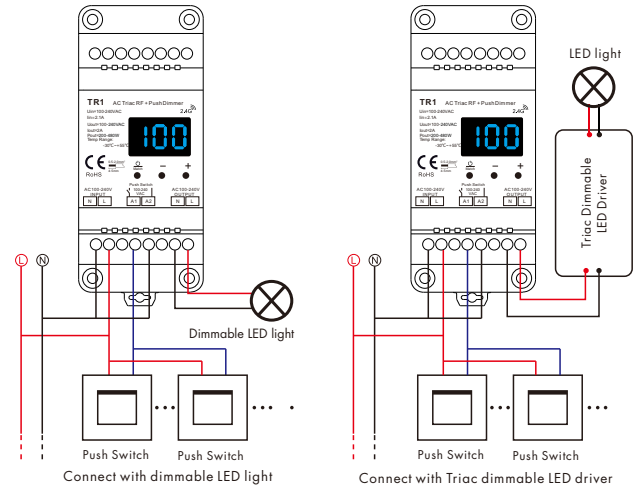 TR1 AC Triac RF + Push Dimmer
2.4G
Uin=100-240VAC
Iin=2.1A
Uout=100-240VAC
Iout=2A
Pout=200-480W
Temp Range:
-30℃~+55℃
100
CE
RoHS
− +
Push Switch
100-240
VAC
AC100-240V
INPUT
AC100-240V
OUTPUT
N L A1 A2 N L
L N
Dimmable LED light
Push Switch Push Switch
Connect with dimmable LED light
LED light
TR1 AC Triac RF + Push Dimmer
2.4G
Uin=100-240VAC
Iin=2.1A
Uout=100-240VAC
Iout=2A
Pout=200-480W
Temp Range:
-30℃~+55℃
100
CE
RoHS
− +
Push Switch
100-240
VAC
AC100-240V
INPUT
AC100-240V
OUTPUT
N L A1 A2 N L
Triac Dimmable
LED Driver
L N
Push Switch Push Switch
Connect with Triac dimmable LED driver